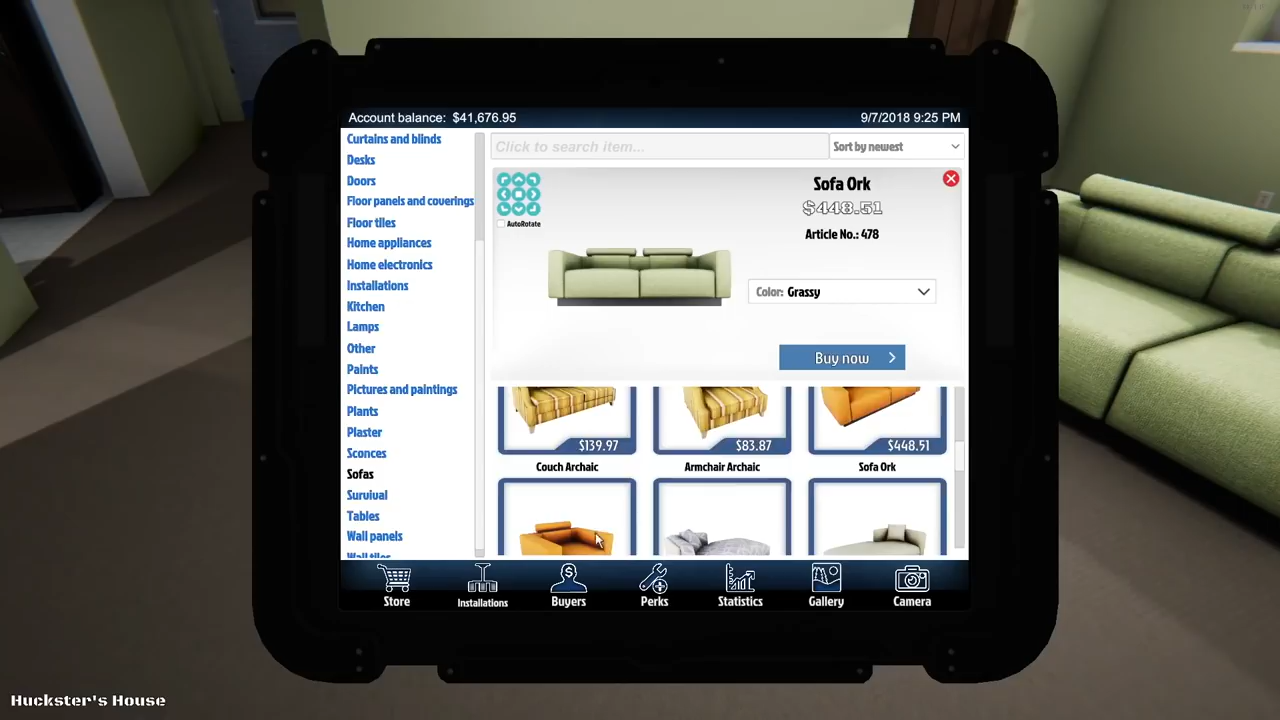 Account balance: $41,676.95
9/7/2018 9:25 PM
Curtains and blinds
Desks
Doors
Floor panels and coverings
Floor tiles
Home appliances
Home electronics
Installations
Kitchen
Lamps
Other
Paints
Pictures and paintings
Plants
Plaster
Sconces
Sofas
Survival
Tables
Wall panels
Wall tiles
Click to search item...
Sort by newest
AutoRotate
Sofa Ork
$448.51
Article No.: 478
Color: Grassy
Buy now
$139.97
$83.87
$448.51
Couch Archaic
Armchair Archaic
Sofa Ork
Store
Installations
Buyers
Perks
Statistics
Gallery
Camera
Huckster's House